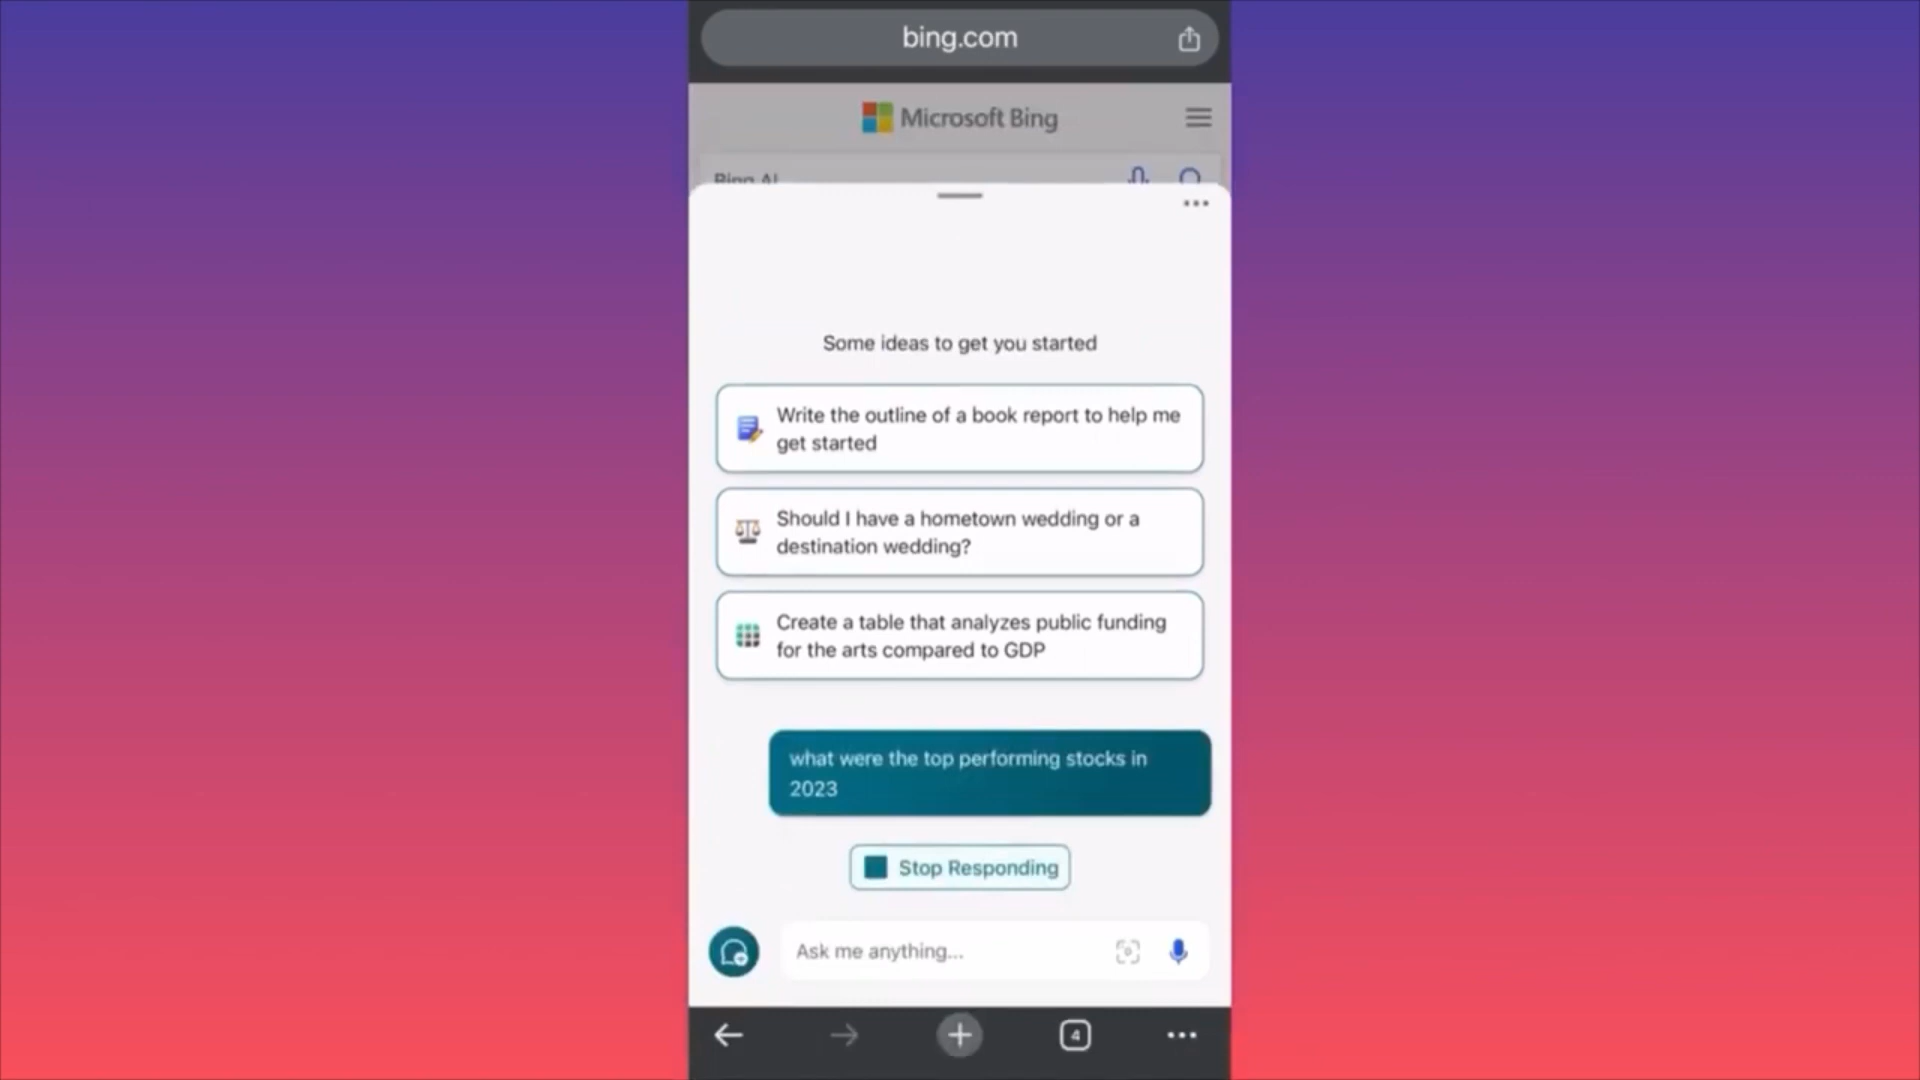 bing.com
Microsoft Bing
Bing AI
Some ideas to get you started
Write the outline of a book report to help me
get started
Should I have a hometown wedding or a
destination wedding?
Create a table that analyzes public funding
for the arts compared to GDP
what were the top performing stocks in
2023
Stop Responding
Ask me anything...
4